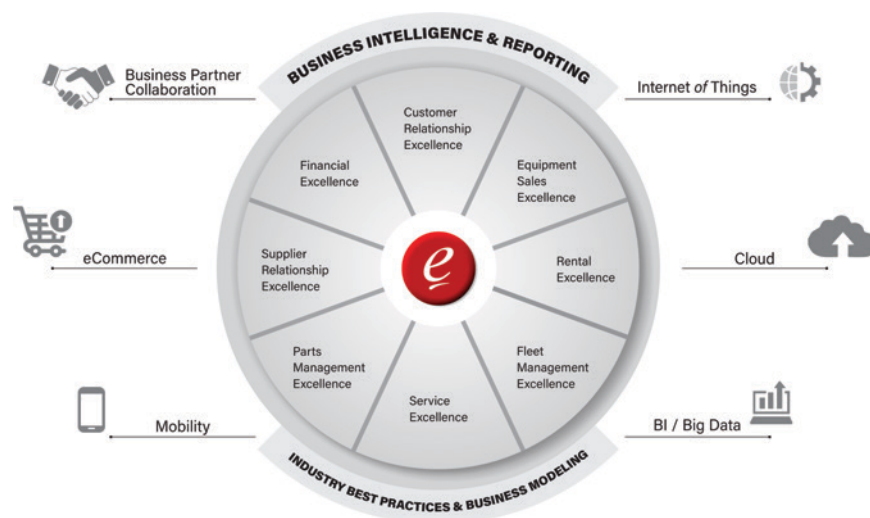 BUSINESS INTELLIGENCE & REPORTING
Business Partner
Collaboration
Internet of Things
eCommerce
Cloud
Mobility
BI / Big Data
Customer
Relationship
Excellence
Equipment
Sales
Excellence
Rental
Excellence
Fleet
Management
Excellence
Service
Excellence
Parts
Management
Excellence
Supplier
Relationship
Excellence
Financial
Excellence
e
INDUSTRY BEST PRACTICES & BUSINESS MODELING